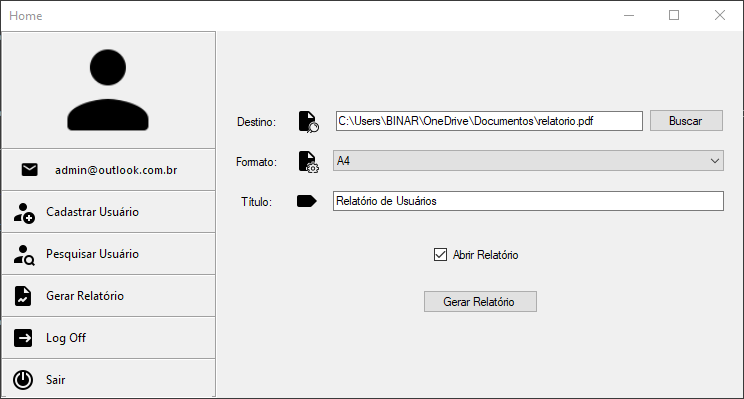 Home
admin@outlook.com.br
Cadastrar Usuário
Pesquisar Usuário
Gerar Relatório
Log Off
Sair
Destino: C:\Users\BINAR\OneDrive\Documentos\relatorio.pdf Buscar
Formato: A4
Título: Relatório de Usuários
Abrir Relatório
Gerar Relatório